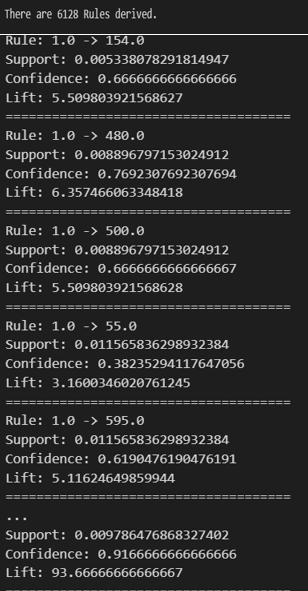 There are 6128 Rules derived.
Rule: 1.0 -> 154.0
Support: 0.005338078291814947
Confidence: 0.6666666666666666
Lift: 5.509803921568627
=====================================
Rule: 1.0 -> 480.0
Support: 0.008896797153024912
Confidence: 0.7692307692307694
Lift: 6.357466063348418
=====================================
Rule: 1.0 -> 500.0
Support: 0.008896797153024912
Confidence: 0.6666666666666667
Lift: 5.509803921568628
=====================================
Rule: 1.0 -> 55.0
Support: 0.011565836298932384
Confidence: 0.38235294117647056
Lift: 3.1600346020761245
=====================================
Rule: 1.0 -> 595.0
Support: 0.011565836298932384
Confidence: 0.6190476190476191
Lift: 5.11624649859944
=====================================
...
Support: 0.009786476868327402
Confidence: 0.9166666666666666
Lift: 93.66666666666667
=====================================